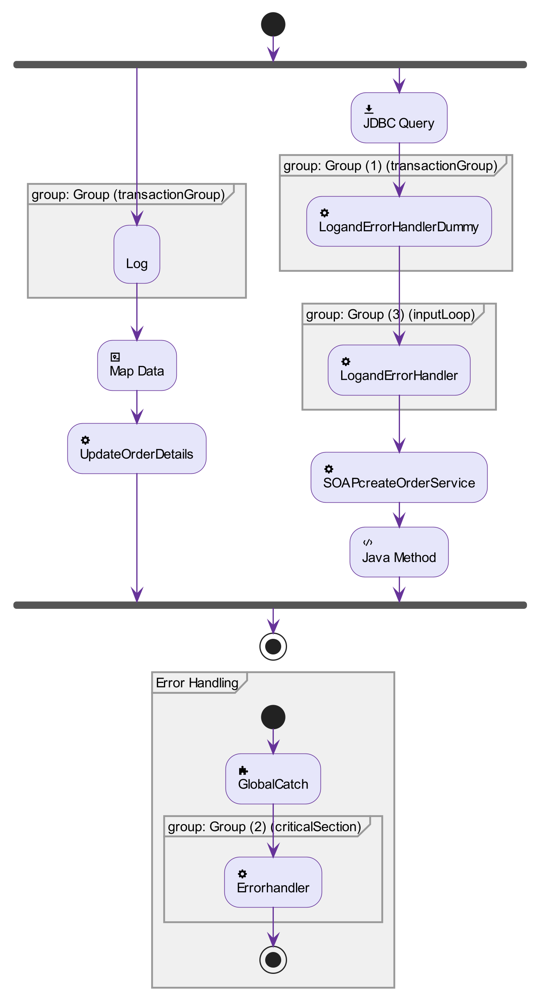 JDBC Query
group: Group (1) (transactionGroup)
group: Group (transactionGroup)
LogandErrorHandlerDummy
Log
group: Group (3) (inputLoop)
Map Data
LogandErrorHandler
UpdateOrderDetails
SOAPcreateOrderService
Java Method
Error Handling
GlobalCatch
group: Group (2) (criticalSection)
Errorhandler